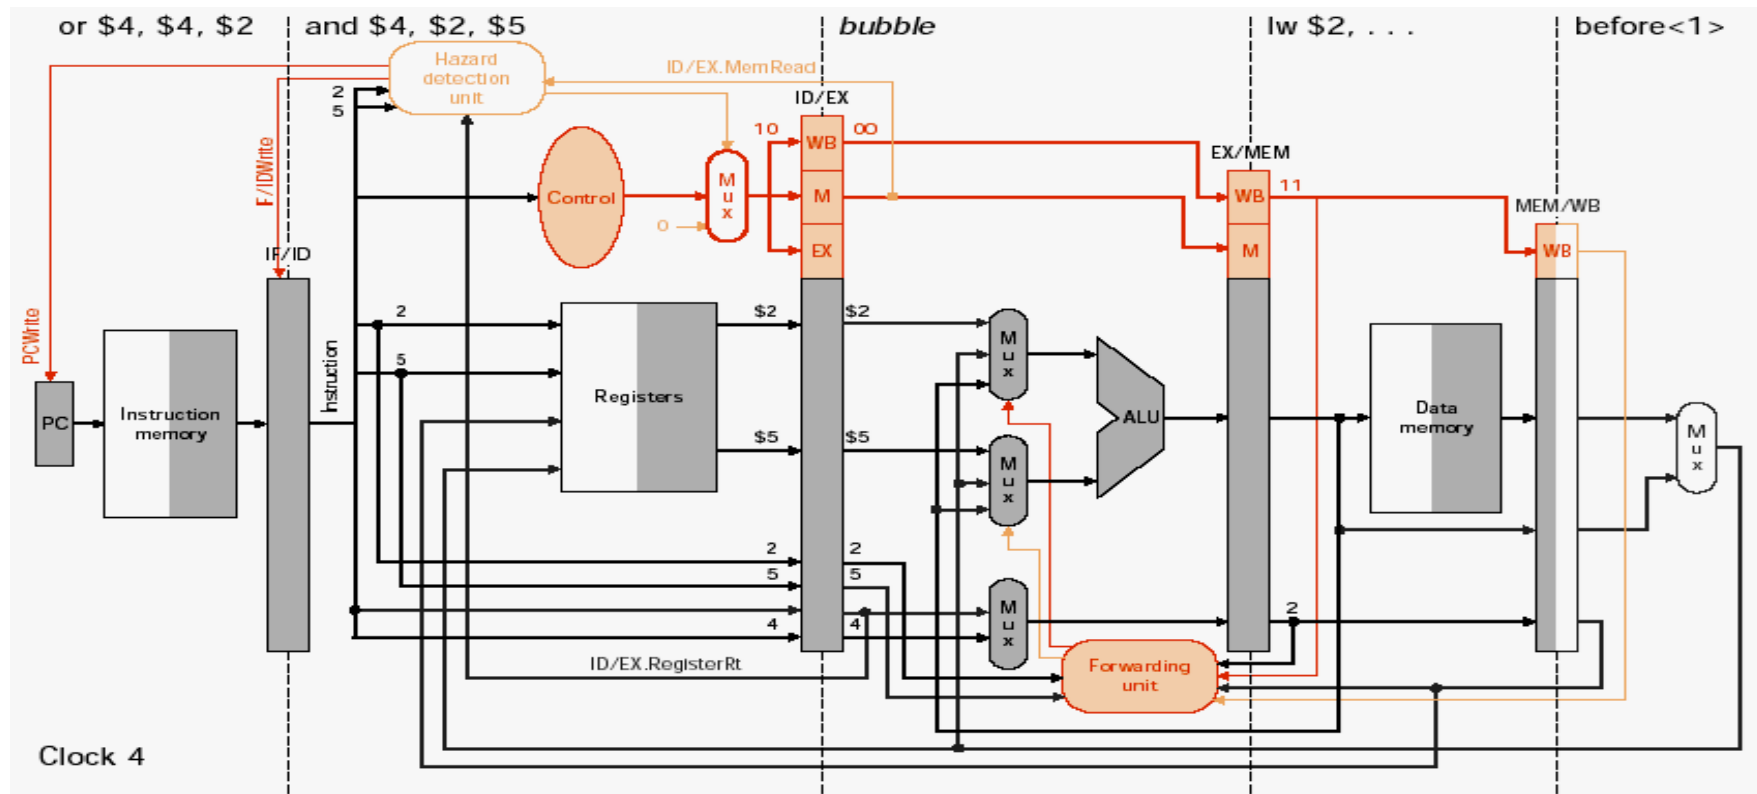 or $4, $4, $2
and $4, $2, $5
bubble
lw $2, . . .
before<1>
Hazard
detection
unit
ID/EX.MemRead
2
5
ID/EX
10
WB
00
F/IDWrite
M
u
x
Control
M
0
EX
EX/MEM
WB
11
M
MEM/WB
WB
IF/ID
PCWrite
2
$2
$2
M
u
x
Instruction
5
Registers
PC
Instruction
memory
ALU
Data
memory
M
u
x
$5
$5
M
u
x
2
2
5
5
M
u
x
2
4
4
ID/EX.RegisterRt
Forwarding
unit
Clock 4